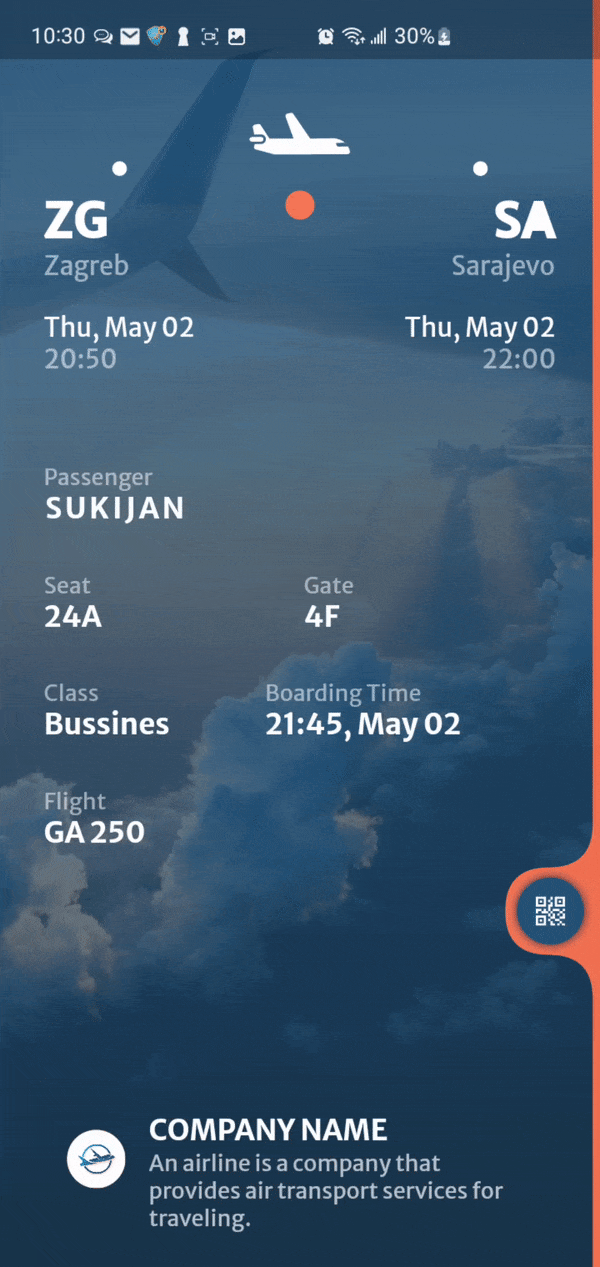 10:30 30%
ZG SA
Zagreb Sarajevo
Thu, May 02 Thu, May 02
20:50 22:00
Passenger
SUKIJAN
Seat Gate
24A 4F
Class Boarding Time
Bussines 21:45, May 02
Flight
GA 250
COMPANY NAME
An airline is a company that
provides air transport services for
traveling.